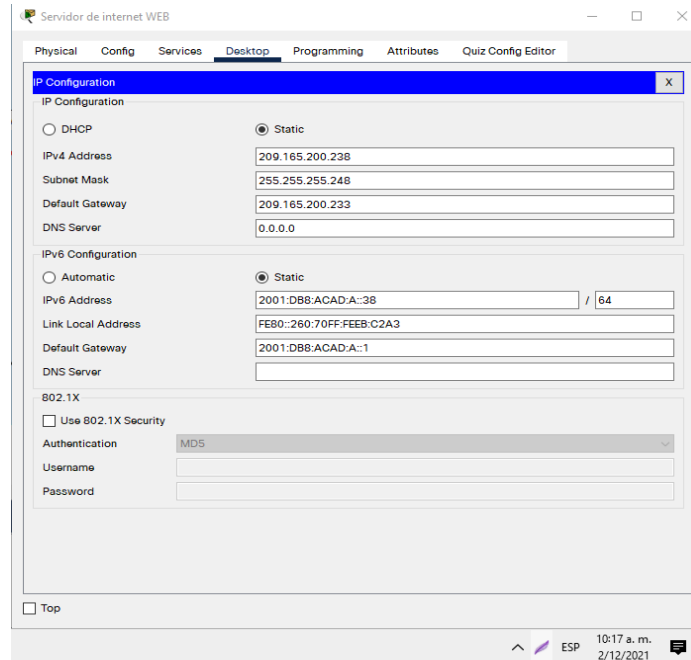 Servidor de internet WEB
Physical Config Services Desktop Programming Attributes Quiz Config Editor
IP Configuration X
IP Configuration
DHCP Static
IPv4 Address 209.165.200.238
Subnet Mask 255.255.255.248
Default Gateway 209.165.200.233
DNS Server 0.0.0.0
IPv6 Configuration
Automatic Static
IPv6 Address 2001:DB8:ACAD:A::38 / 64
Link Local Address FE80::260:70FF:FEEB:C2A3
Default Gateway 2001:DB8:ACAD:A::1
DNS Server
802.1X
Use 802.1X Security
Authentication MD5
Username
Password
Top
ESP 10:17 a. m.
2/12/2021